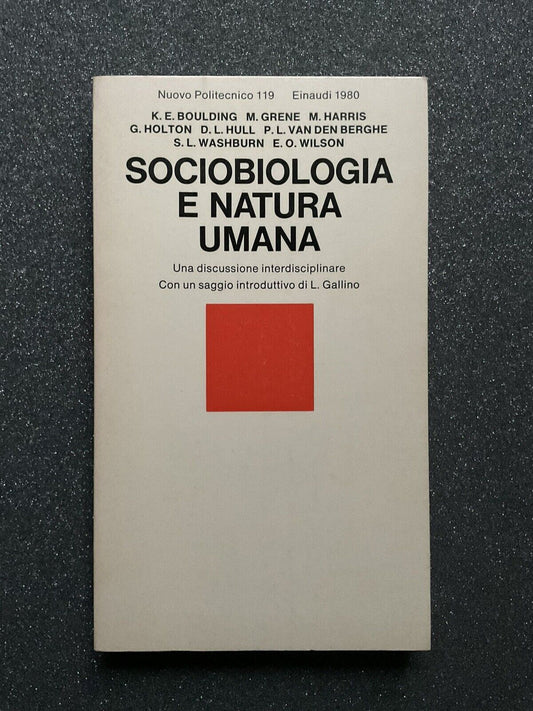 Nuovo Politecnico 119 Einaudi 1980
K. E. BOULDING M. GRENE M. HARRIS
G. HOLTON D. L. HULL P. L. VAN DEN BERGHE
S. L. WASHBURN E. O. WILSON
SOCIOBIOLOGIA
E NATURA
UMANA
Una discussione interdisciplinare
Con un saggio introduttivo di L. Gallino